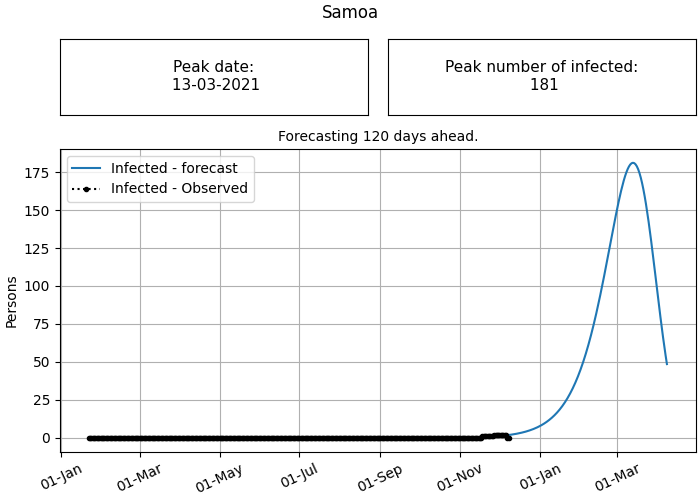 Samoa
Peak date:
13-03-2021
Peak number of infected:
181
Forecasting 120 days ahead.
Infected - forecast
Infected - Observed
Persons
175
150
125
100
75
50
25
0
01-Jan
01-Mar
01-May
01-Jul
01-Sep
01-Nov
01-Jan
01-Mar